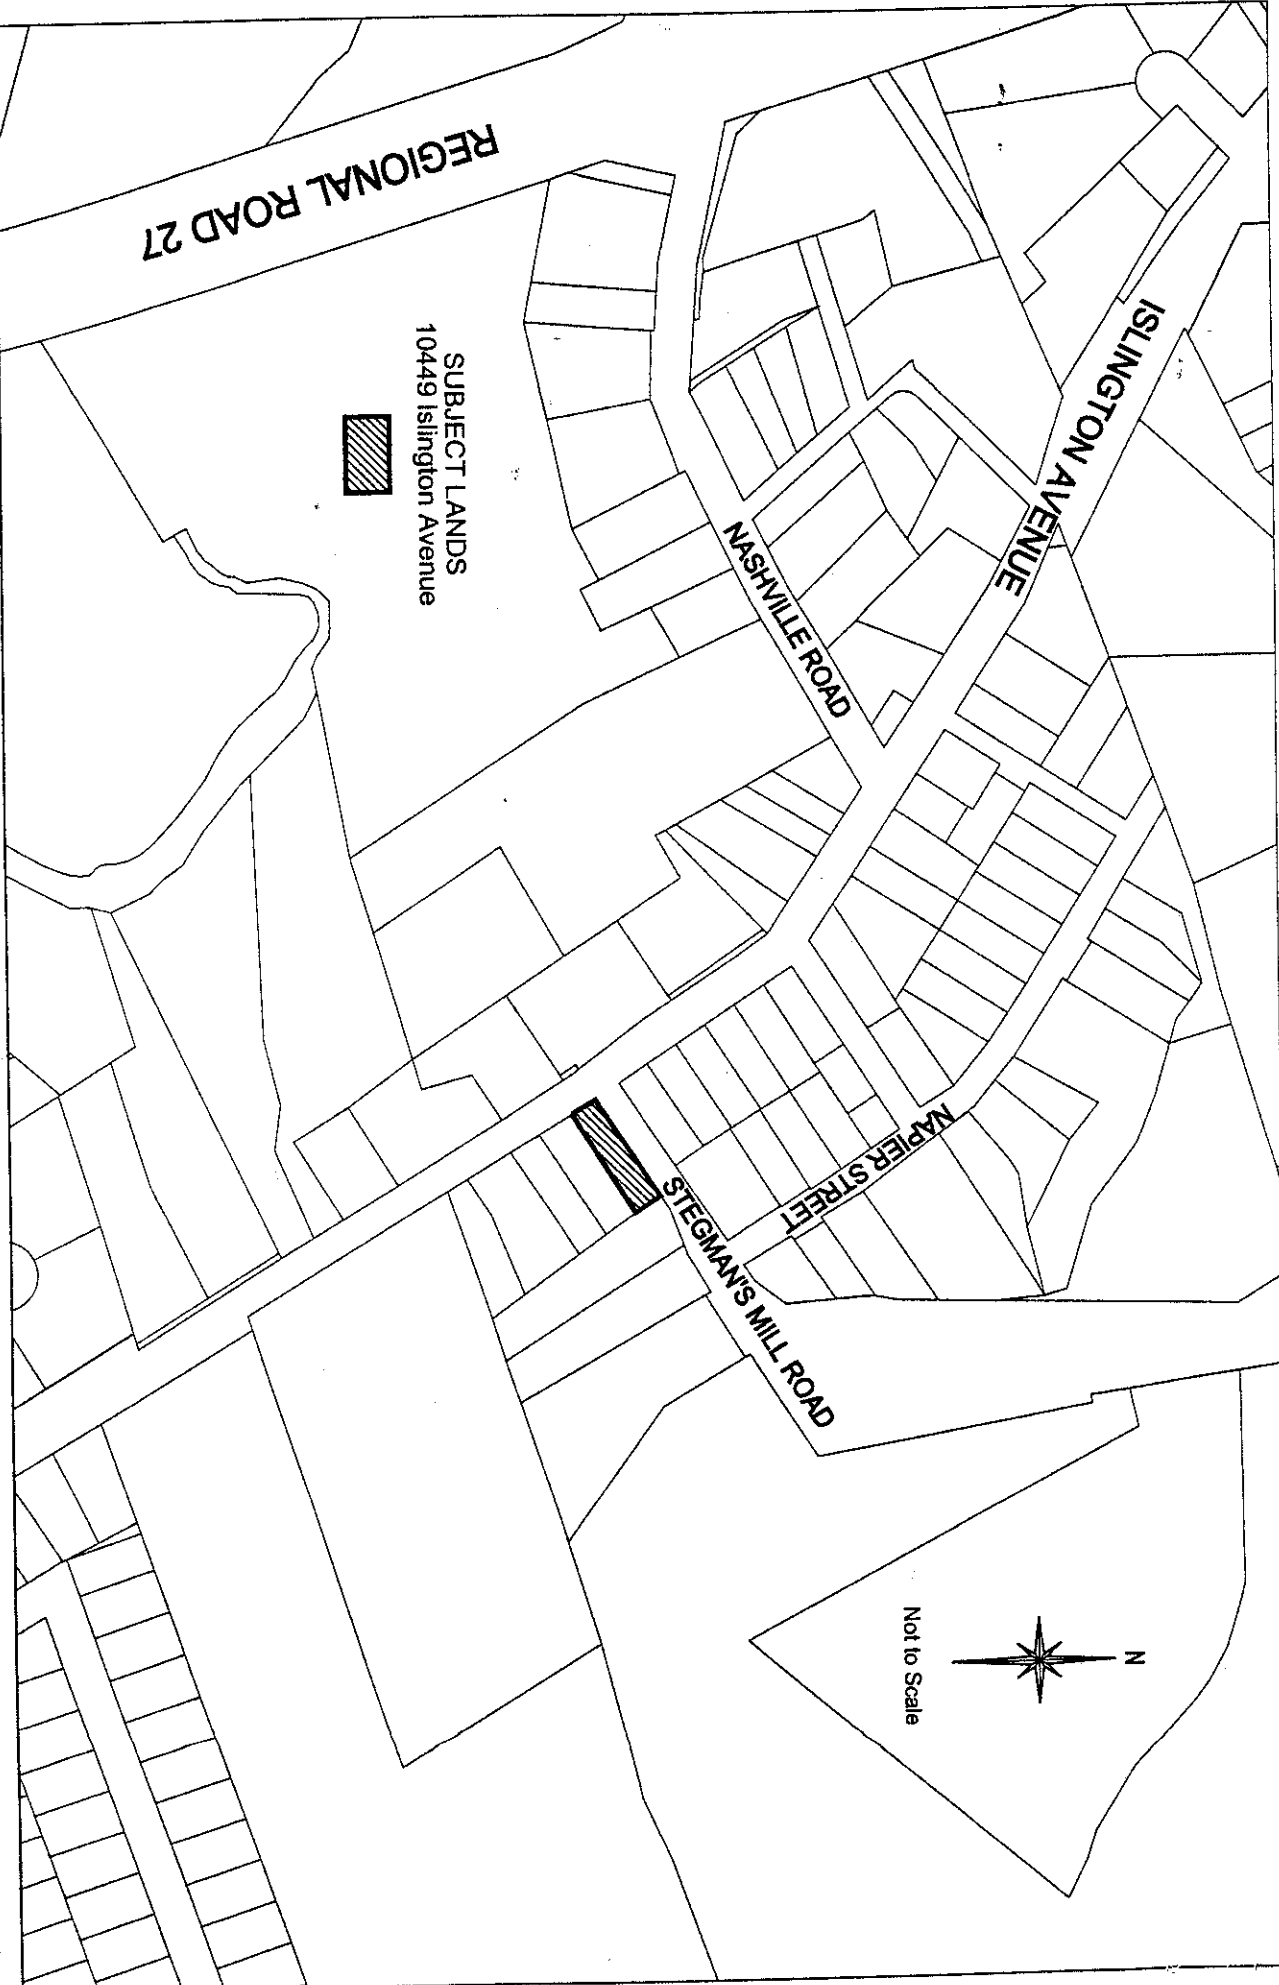 REGIONAL ROAD 27
ISLINGTON AVENUE
SUBJECT LANDS
10449 Islington Avenue
NASHVILLE ROAD
NAPIER STREET
STEGMAN'S MILL ROAD
N
Not to Scale